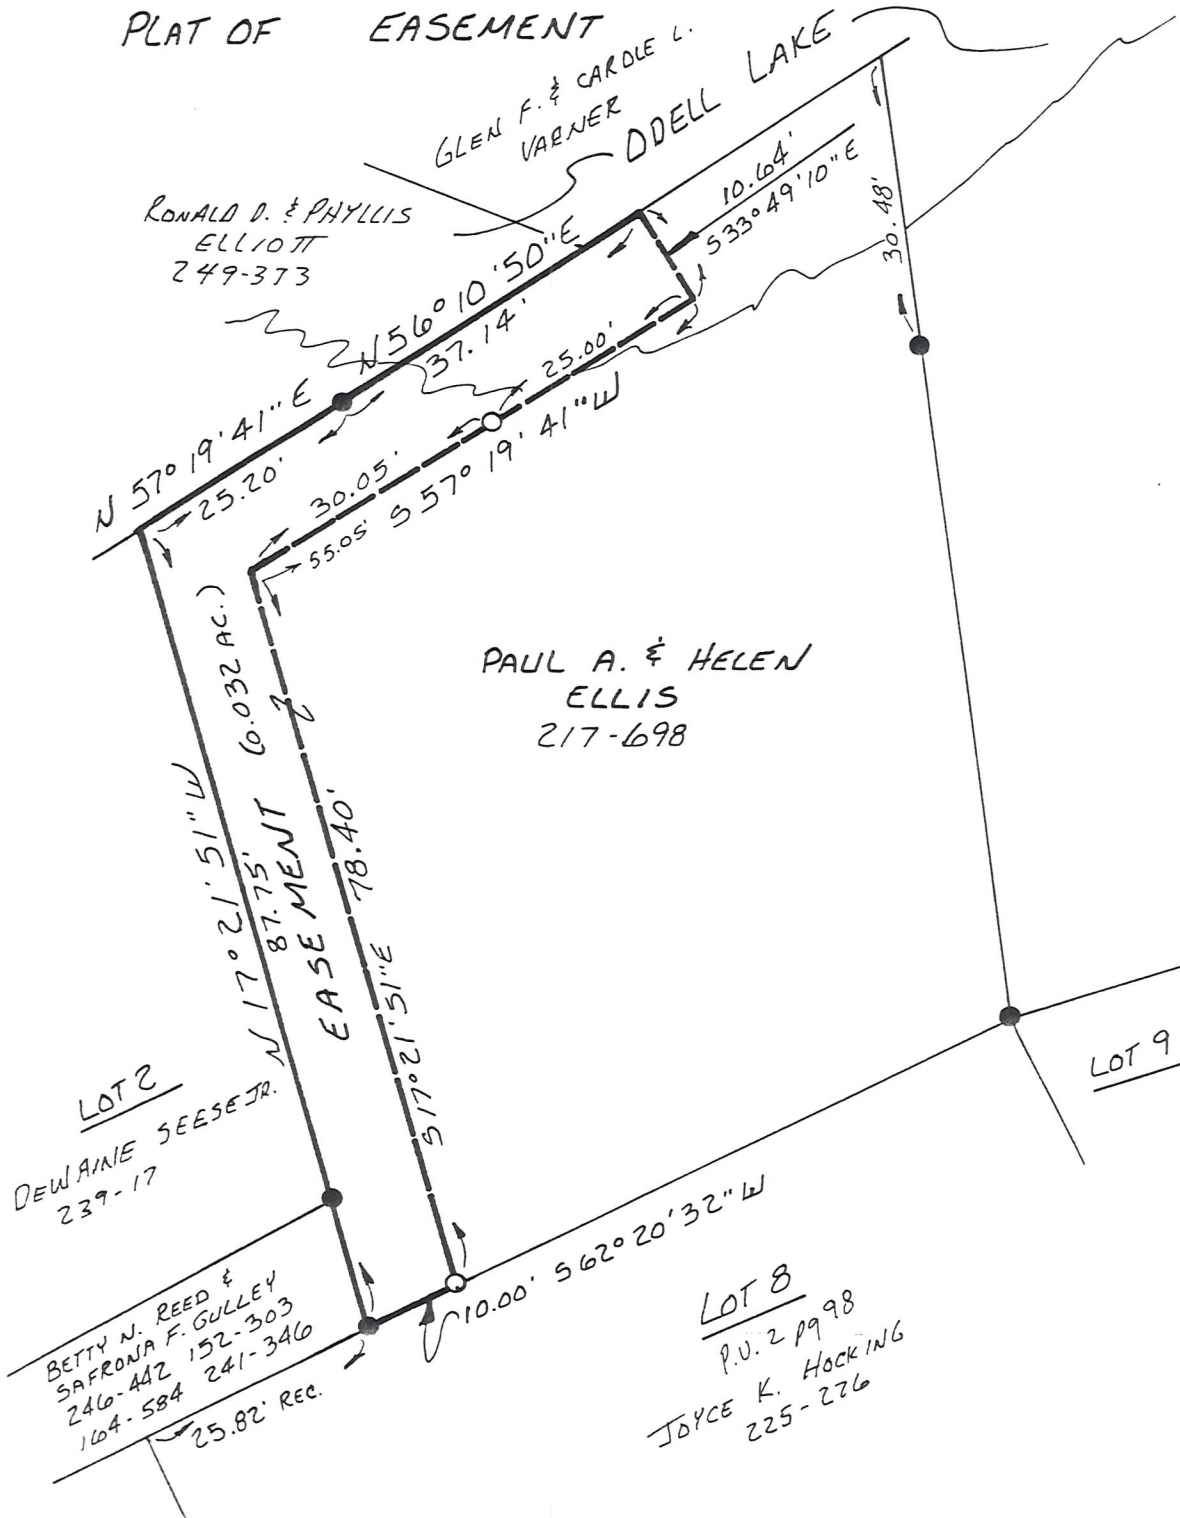 PLAT OF EASEMENT
GLEN F. & CAROLE L.
VARNER
ODELL LAKE
RONALD D. & PHYLLIS
ELLIOTT
249-373
10.64'
S 33° 49' 10" E
30.48'
N 56° 10' 50" E
37.14'
N 57° 19' 41" E
25.20'
25.00'
30.05'
55.05' S 57° 19' 41" W
PAUL A. & HELEN
ELLIS
217-698
EASEMENT (0.032 AC.)
N 17° 21' 51" W
87.75'
S 17° 21' 51" E 78.40'
LOT 2
DEWAINE SEESE JR.
239-17
LOT 9
BETTY N. REED &
SAFRONA F. GULLEY
246-442 152-303
164-584 241-346
25.82' REC.
10.00' S 62° 20' 32" W
LOT 8
P.U. 2 Pg 98
JOYCE K. HOCKING
225-276